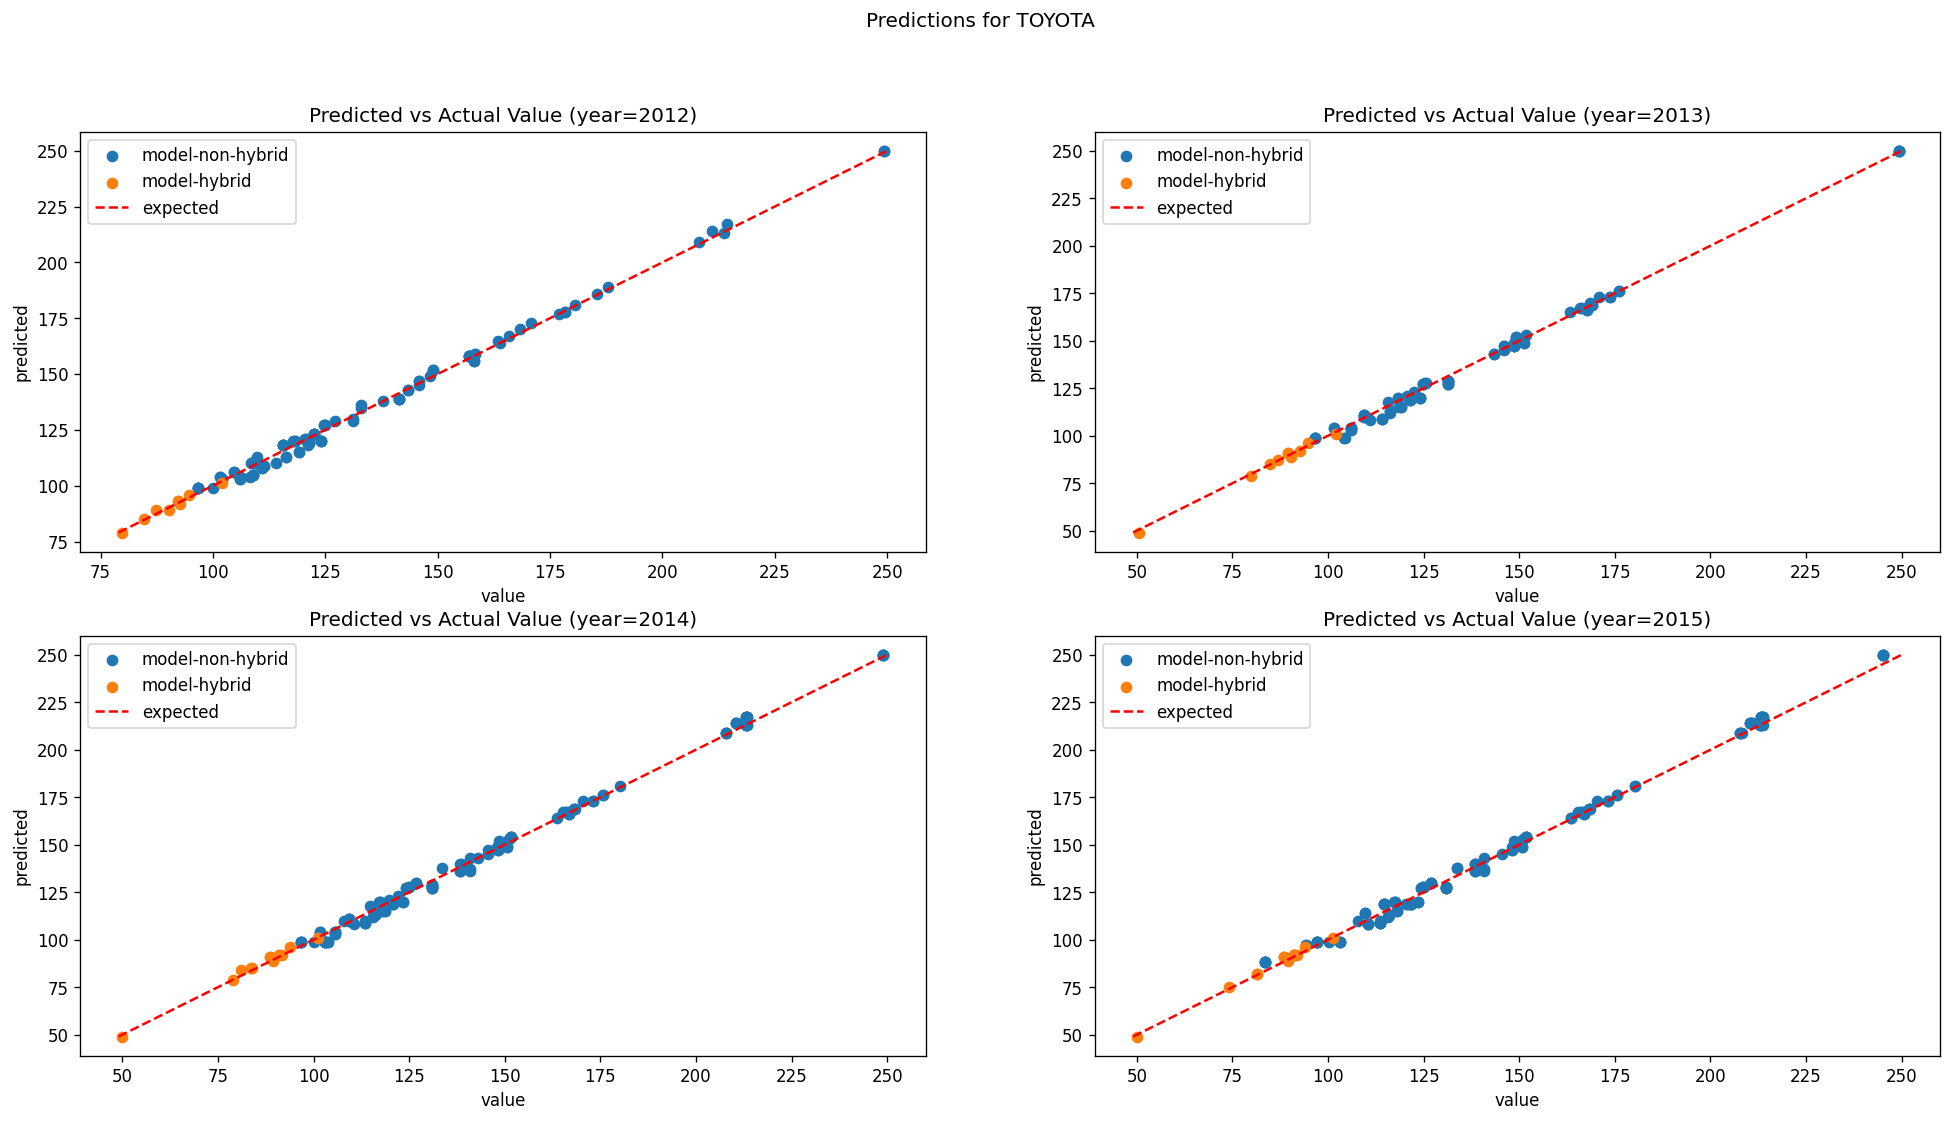 Predictions for TOYOTA
Predicted vs Actual Value (year=2012)
model-non-hybrid
model-hybrid
expected
predicted
250
225
200
175
150
125
100
75
75 100 125 150 175 200 225 250
value
Predicted vs Actual Value (year=2013)
model-non-hybrid
model-hybrid
expected
predicted
250
225
200
175
150
125
100
75
50
50 75 100 125 150 175 200 225 250
value
Predicted vs Actual Value (year=2014)
model-non-hybrid
model-hybrid
expected
predicted
250
225
200
175
150
125
100
75
50
50 75 100 125 150 175 200 225 250
value
Predicted vs Actual Value (year=2015)
model-non-hybrid
model-hybrid
expected
predicted
250
225
200
175
150
125
100
75
50
50 75 100 125 150 175 200 225 250
value